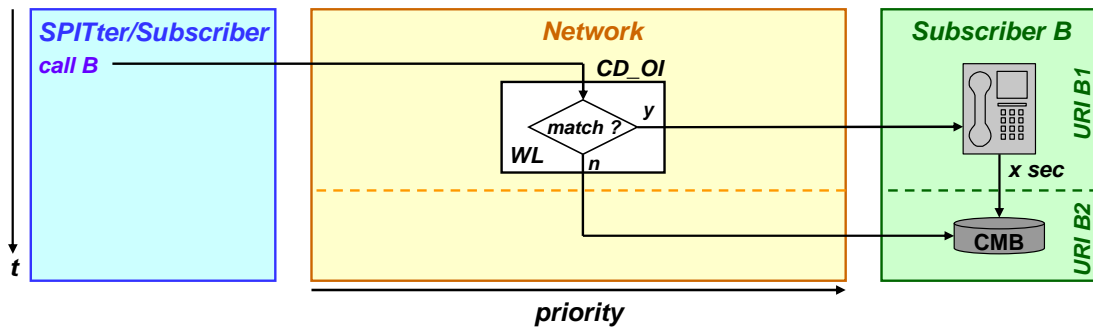 SPITter/Subscriber
Network
Subscriber B
call B
CD_OI
match ?
y
WL
n
URI B1
x sec
CMB
URI B2
t
priority